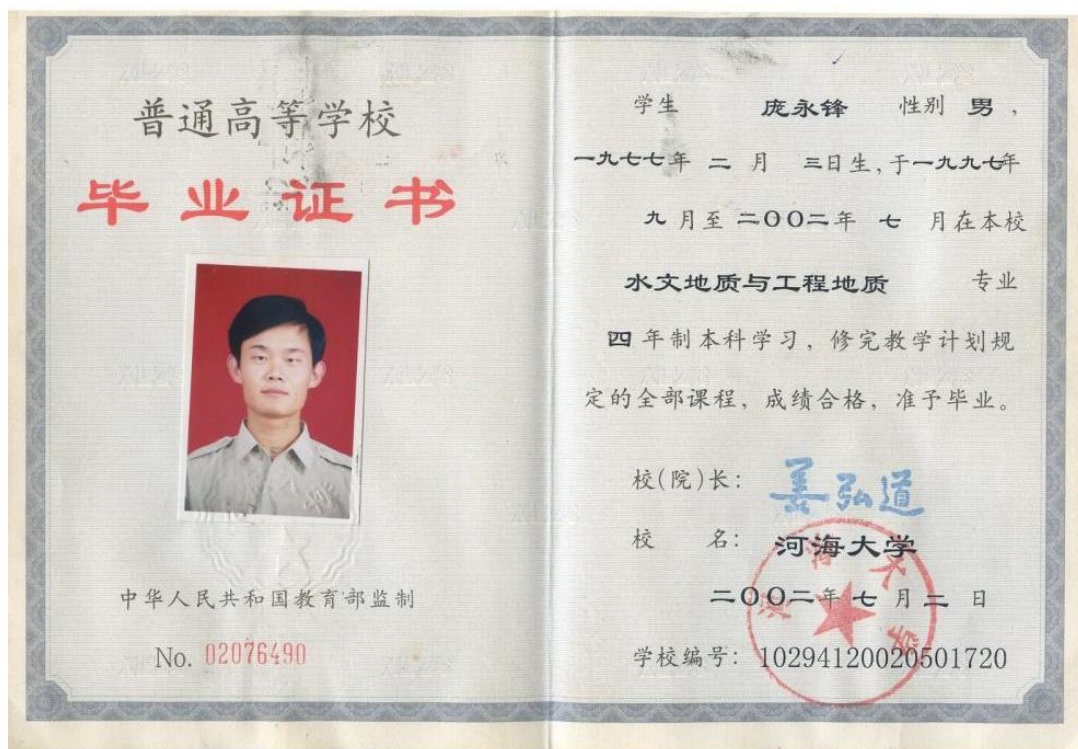 普通高等学校
毕业证书
中华人民共和国教育部监制
No. 02076490
学生 庞永锋 性别 男，
一九七七年 二 月 三日生，于一九九七年
九 月至 二〇〇二年 七 月在本校
水文地质与工程地质 专业
四 年制本科学习，修完教学计划规
定的全部课程，成绩合格，准予毕业。
校(院)长： 姜弘道
校 名： 河海大学
二〇〇二年 七 月 二 日
学校编号： 10294120020501720
河海大学